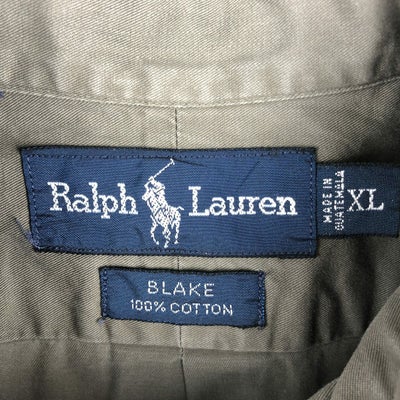 Ralph Lauren
MADE IN
GUATEMALA
XL
BLAKE
100% COTTON